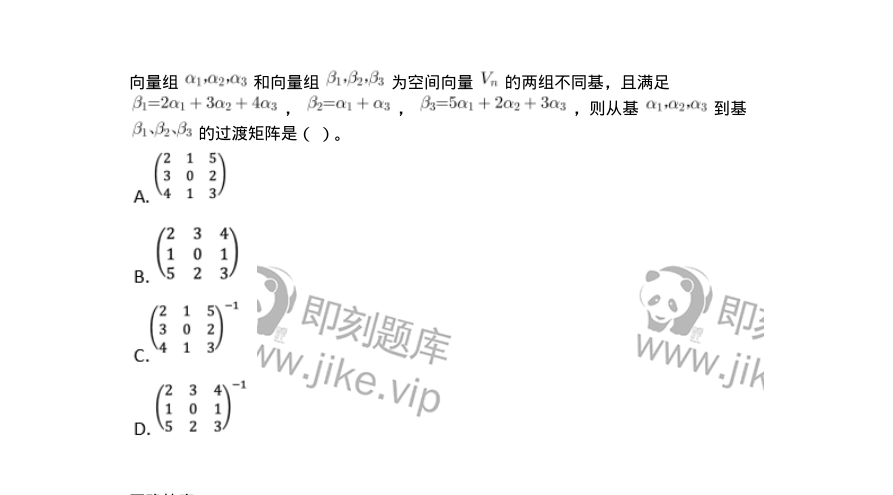 向量组 α₁,α₂,α₃ 和向量组 β₁,β₂,β₃ 为空间向量 Vₙ 的两组不同基，且满足
β₁=2α₁ + 3α₂ + 4α₃ ， β₂=α₁ + α₃ ， β₃=5α₁ + 2α₂ + 3α₃ ，则从基 α₁,α₂,α₃ 到基
β₁、β₂、β₃ 的过渡矩阵是（ ）。
2 1 5
3 0 2
A. 4 1 3
2 3 4
1 0 1
B. 5 2 3
2 1 5 −1
3 0 2
C. 4 1 3
2 3 4 −1
1 0 1
D. 5 2 3
即刻题库
www.jike.vip
即刻
www.jik